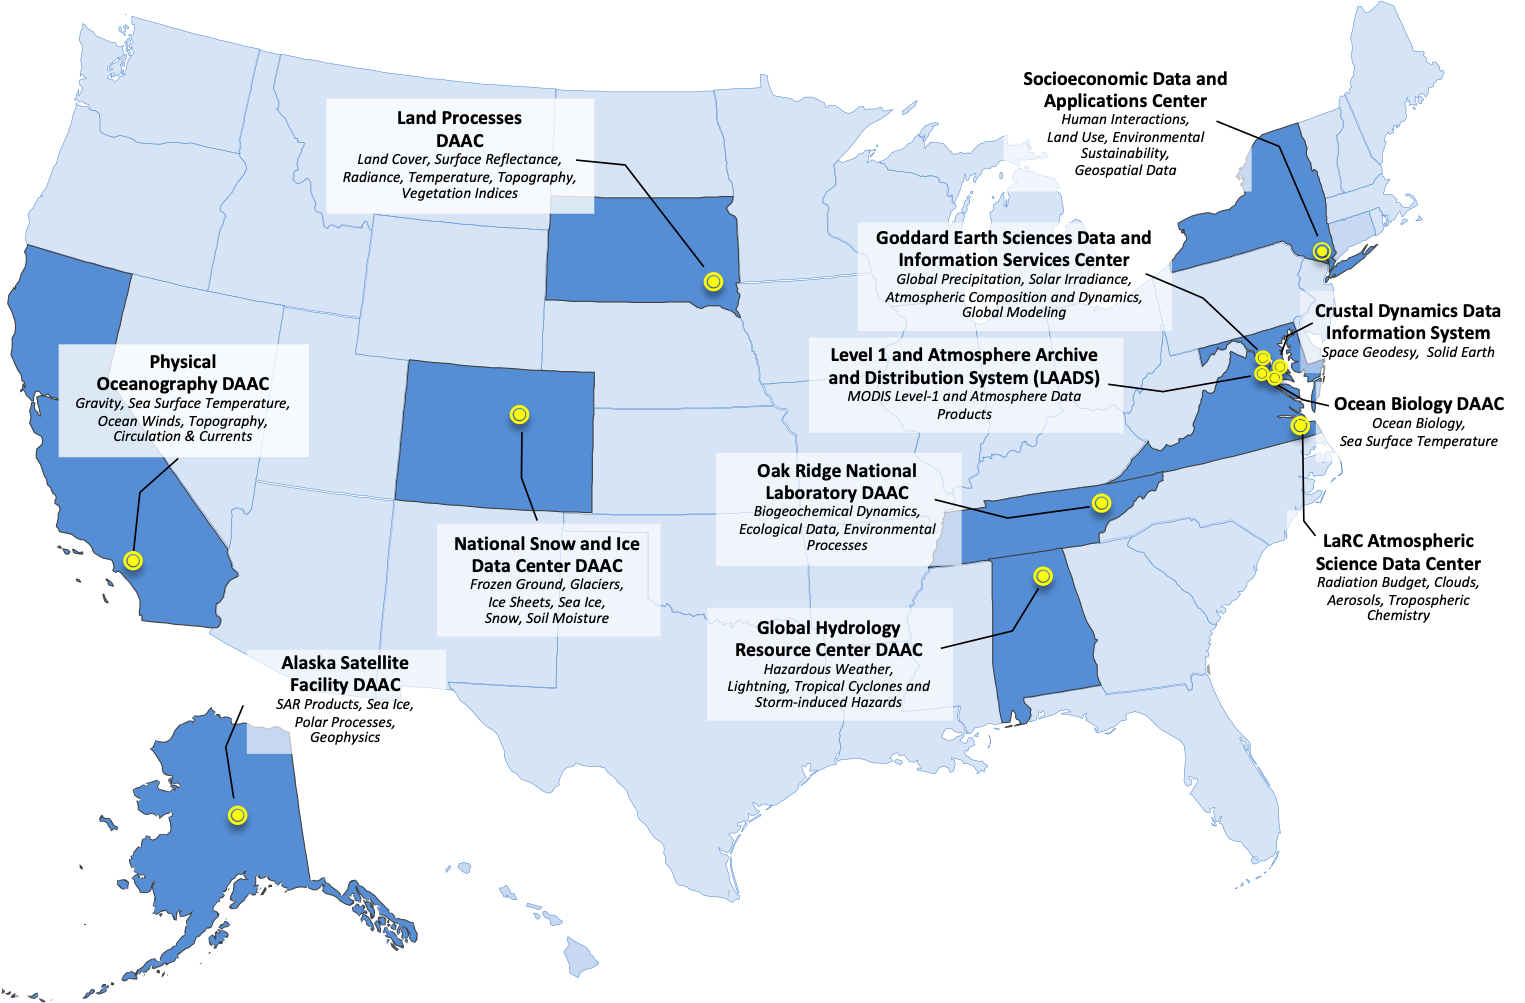 Socioeconomic Data and
Applications Center
Human Interactions,
Land Use, Environmental
Sustainability,
Geospatial Data
Land Processes
DAAC
Land Cover, Surface Reflectance,
Radiance, Temperature, Topography,
Vegetation Indices
Goddard Earth Sciences Data and
Information Services Center
Global Precipitation, Solar Irradiance,
Atmospheric Composition and Dynamics,
Global Modeling
Crustal Dynamics Data
Information System
Space Geodesy, Solid Earth
Level 1 and Atmosphere Archive
and Distribution System (LAADS)
MODIS Level-1 and Atmosphere Data
Products
Physical
Oceanography DAAC
Gravity, Sea Surface Temperature,
Ocean Winds, Topography,
Circulation & Currents
Ocean Biology DAAC
Ocean Biology,
Sea Surface Temperature
Oak Ridge National
Laboratory DAAC
Biogeochemical Dynamics,
Ecological Data, Environmental
Processes
National Snow and Ice
Data Center DAAC
Frozen Ground, Glaciers,
Ice Sheets, Sea Ice,
Snow, Soil Moisture
LaRC Atmospheric
Science Data Center
Radiation Budget, Clouds,
Aerosols, Tropospheric
Chemistry
Global Hydrology
Resource Center DAAC
Hazardous Weather,
Lightning, Tropical Cyclones and
Storm-induced Hazards
Alaska Satellite
Facility DAAC
SAR Products, Sea Ice,
Polar Processes,
Geophysics